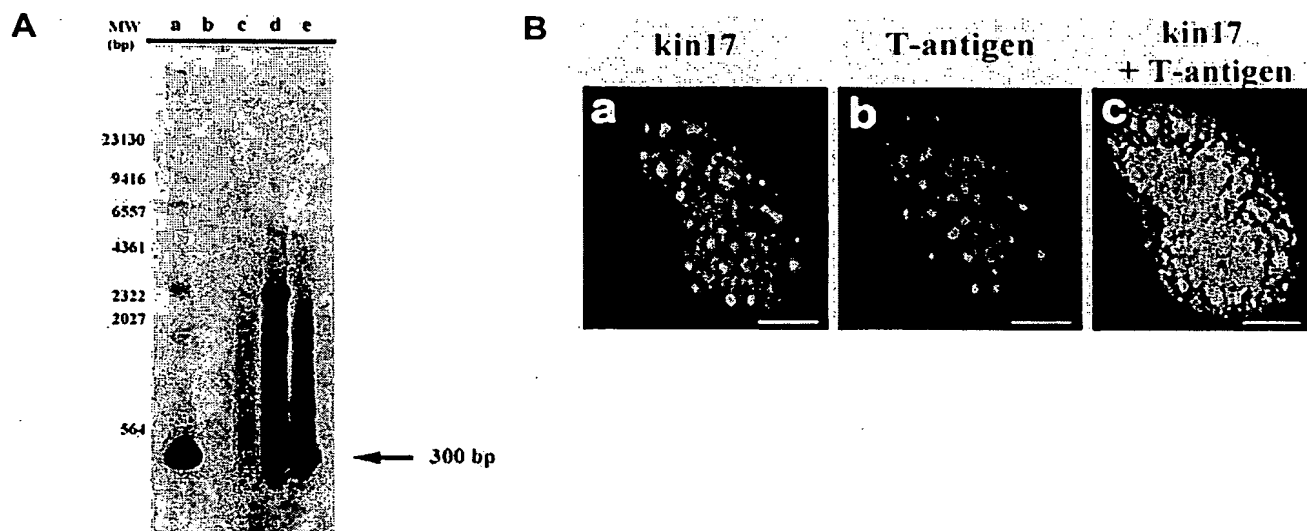 A
MW a b c d e
(bp)
23130
9416
6557
4361
2322
2027
564
300 bp
B
kin17 T-antigen kin17
+ T-antigen
a b c